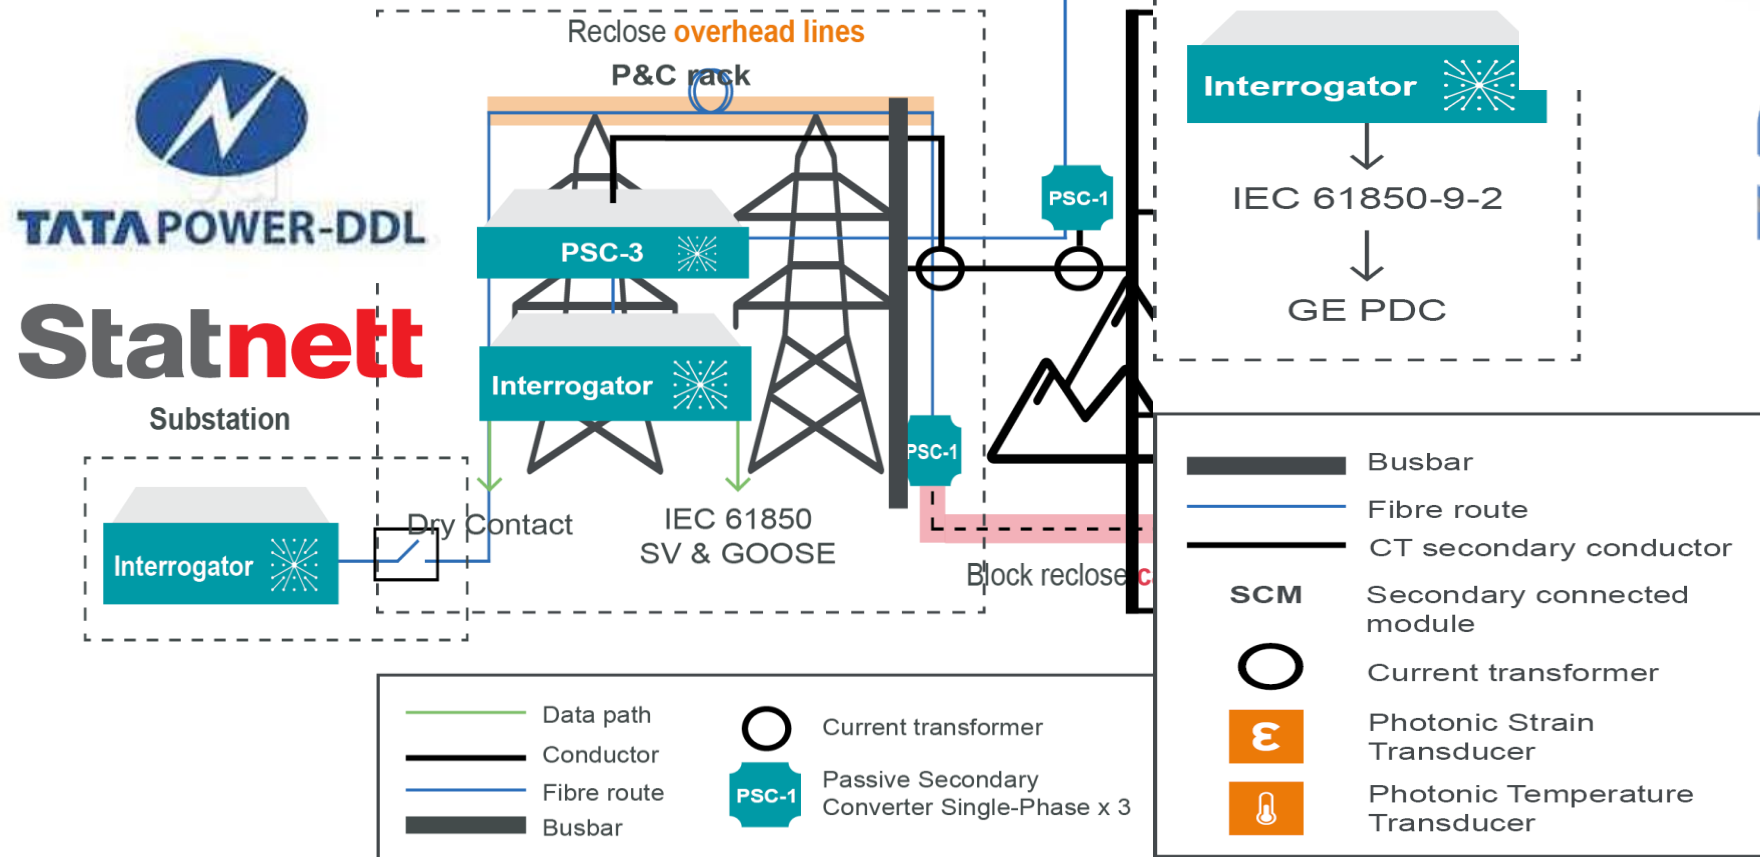 Reclose overhead lines
P&C rack
TATA POWER-DDL
Statnett
Substation
Interrogator
PSC-3
Interrogator
Dry Contact
IEC 61850
SV & GOOSE
PSC-1
PSC-1
Block reclose
Interrogator
IEC 61850-9-2
GE PDC
Data path
Conductor
Fibre route
Busbar
Current transformer
PSC-1
Passive Secondary
Converter Single-Phase x 3
Busbar
Fibre route
CT secondary conductor
SCM
Secondary connected
module
Current transformer
ε
Photonic Strain
Transducer
Photonic Temperature
Transducer